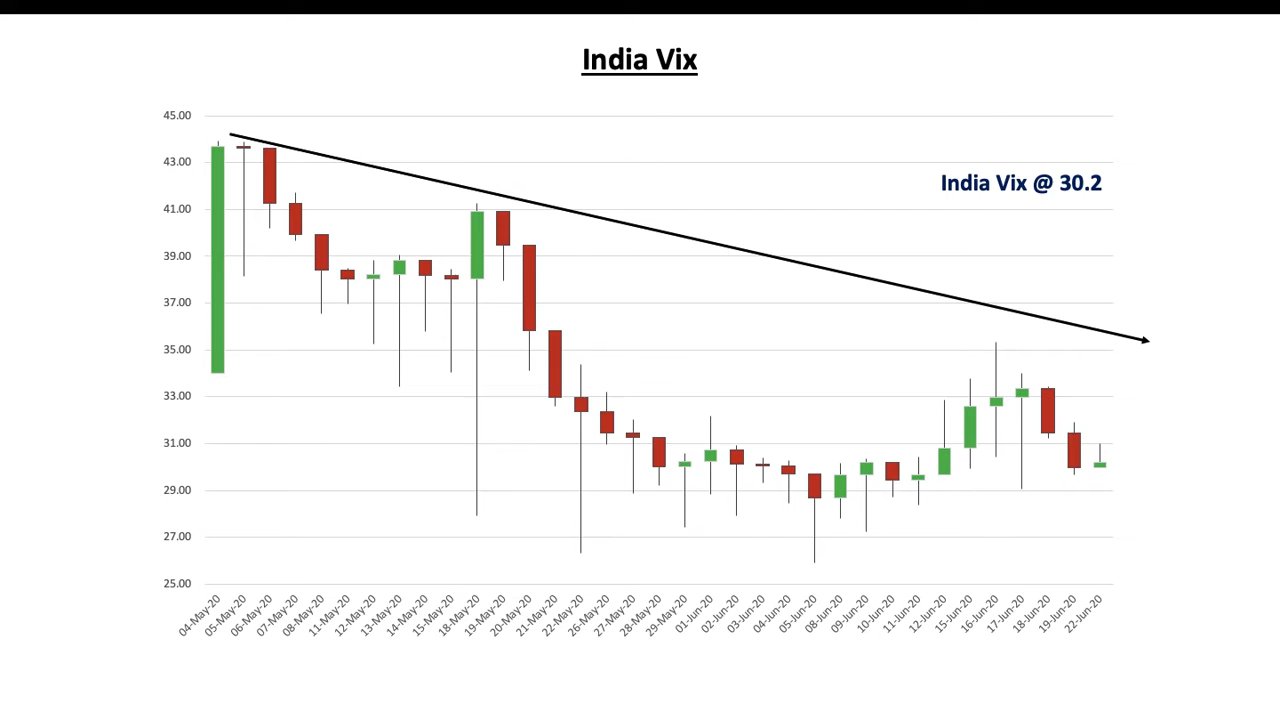 India Vix
45.00
43.00
India Vix @ 30.2
41.00
39.00
37.00
35.00
33.00
31.00
29.00
27.00
25.00
04-May-20
05-May-20
06-May-20
07-May-20
08-May-20
11-May-20
12-May-20
13-May-20
14-May-20
15-May-20
18-May-20
19-May-20
20-May-20
21-May-20
22-May-20
26-May-20
27-May-20
28-May-20
29-May-20
01-Jun-20
02-Jun-20
03-Jun-20
04-Jun-20
05-Jun-20
08-Jun-20
09-Jun-20
10-Jun-20
11-Jun-20
12-Jun-20
15-Jun-20
16-Jun-20
17-Jun-20
18-Jun-20
19-Jun-20
22-Jun-20